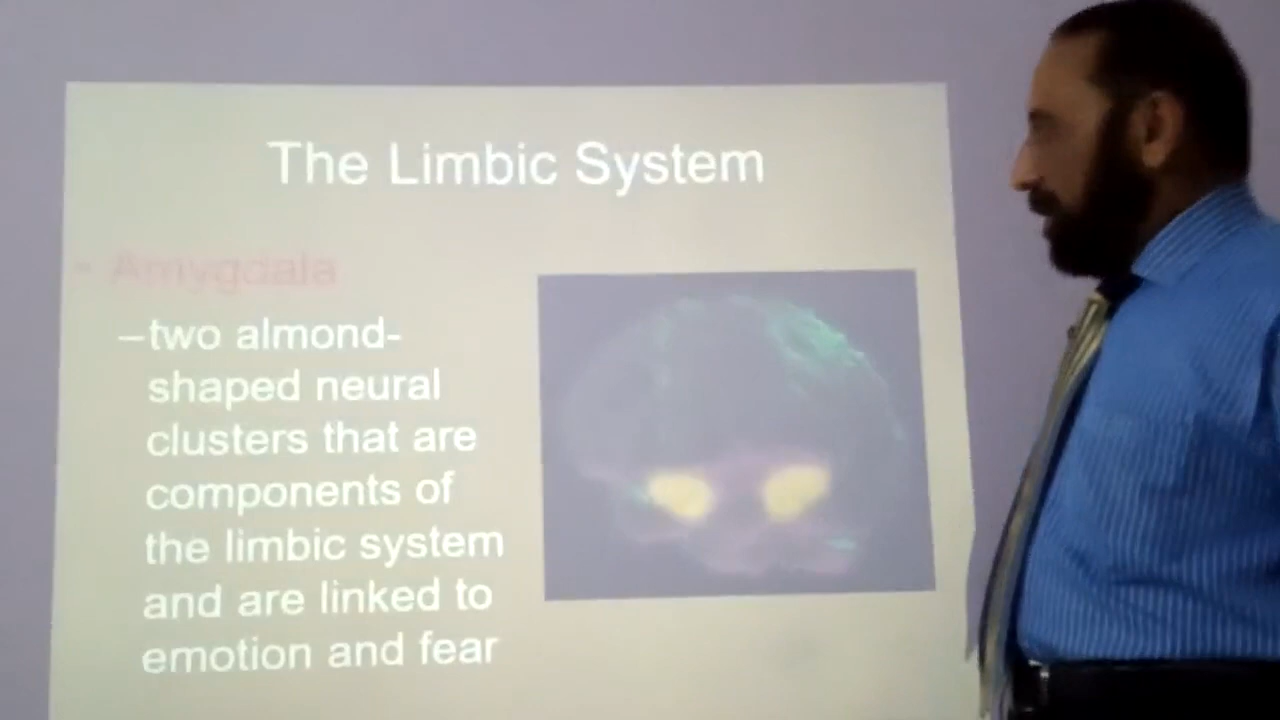 The Limbic System
- Amygdala
–two almond-
shaped neural
clusters that are
components of
the limbic system
and are linked to
emotion and fear